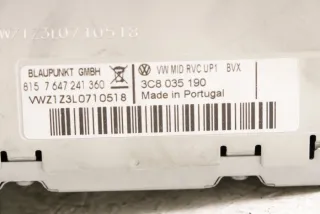 VWZ1Z3L0710518
BLAUPUNKT GMBH
815 7 647 241 360
VW MID RVC UP1 BVX
3C8 035 190
VWZ1Z3L0710518
Made in Portugal